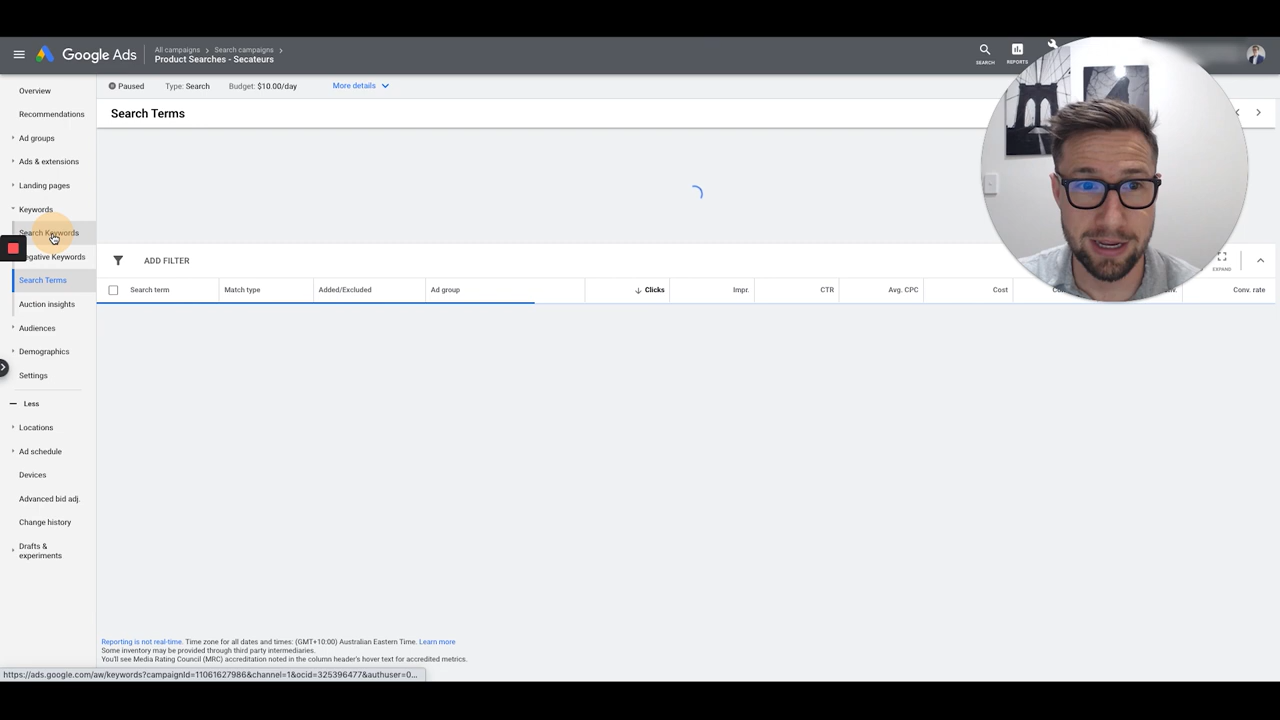 Google Ads
All campaigns > Search campaigns >
Product Searches - Secateurs
SEARCH
REPORTS
Paused Type: Search Budget: $10.00/day More details
Overview
Recommendations
Ad groups
Ads & extensions
Landing pages
Keywords
Search Keywords
egative Keywords
Search Terms
Auction insights
Audiences
Demographics
Settings
Less
Locations
Ad schedule
Devices
Advanced bid adj.
Change history
Drafts &
experiments
Search Terms
ADD FILTER
EXPAND
Search term Match type Added/Excluded Ad group Clicks Impr. CTR Avg. CPC Cost Conv. rate
Reporting is not real-time. Time zone for all dates and times: (GMT+10:00) Australian Eastern Time. Learn more
Some inventory may be provided through third party intermediaries.
You'll see Media Rating Council (MRC) accreditation noted in the column header's hover text for accredited metrics.
https://ads.google.com/aw/keywords?campaignId=11061627986&channel=1&ocid=325396477&authuser=0...